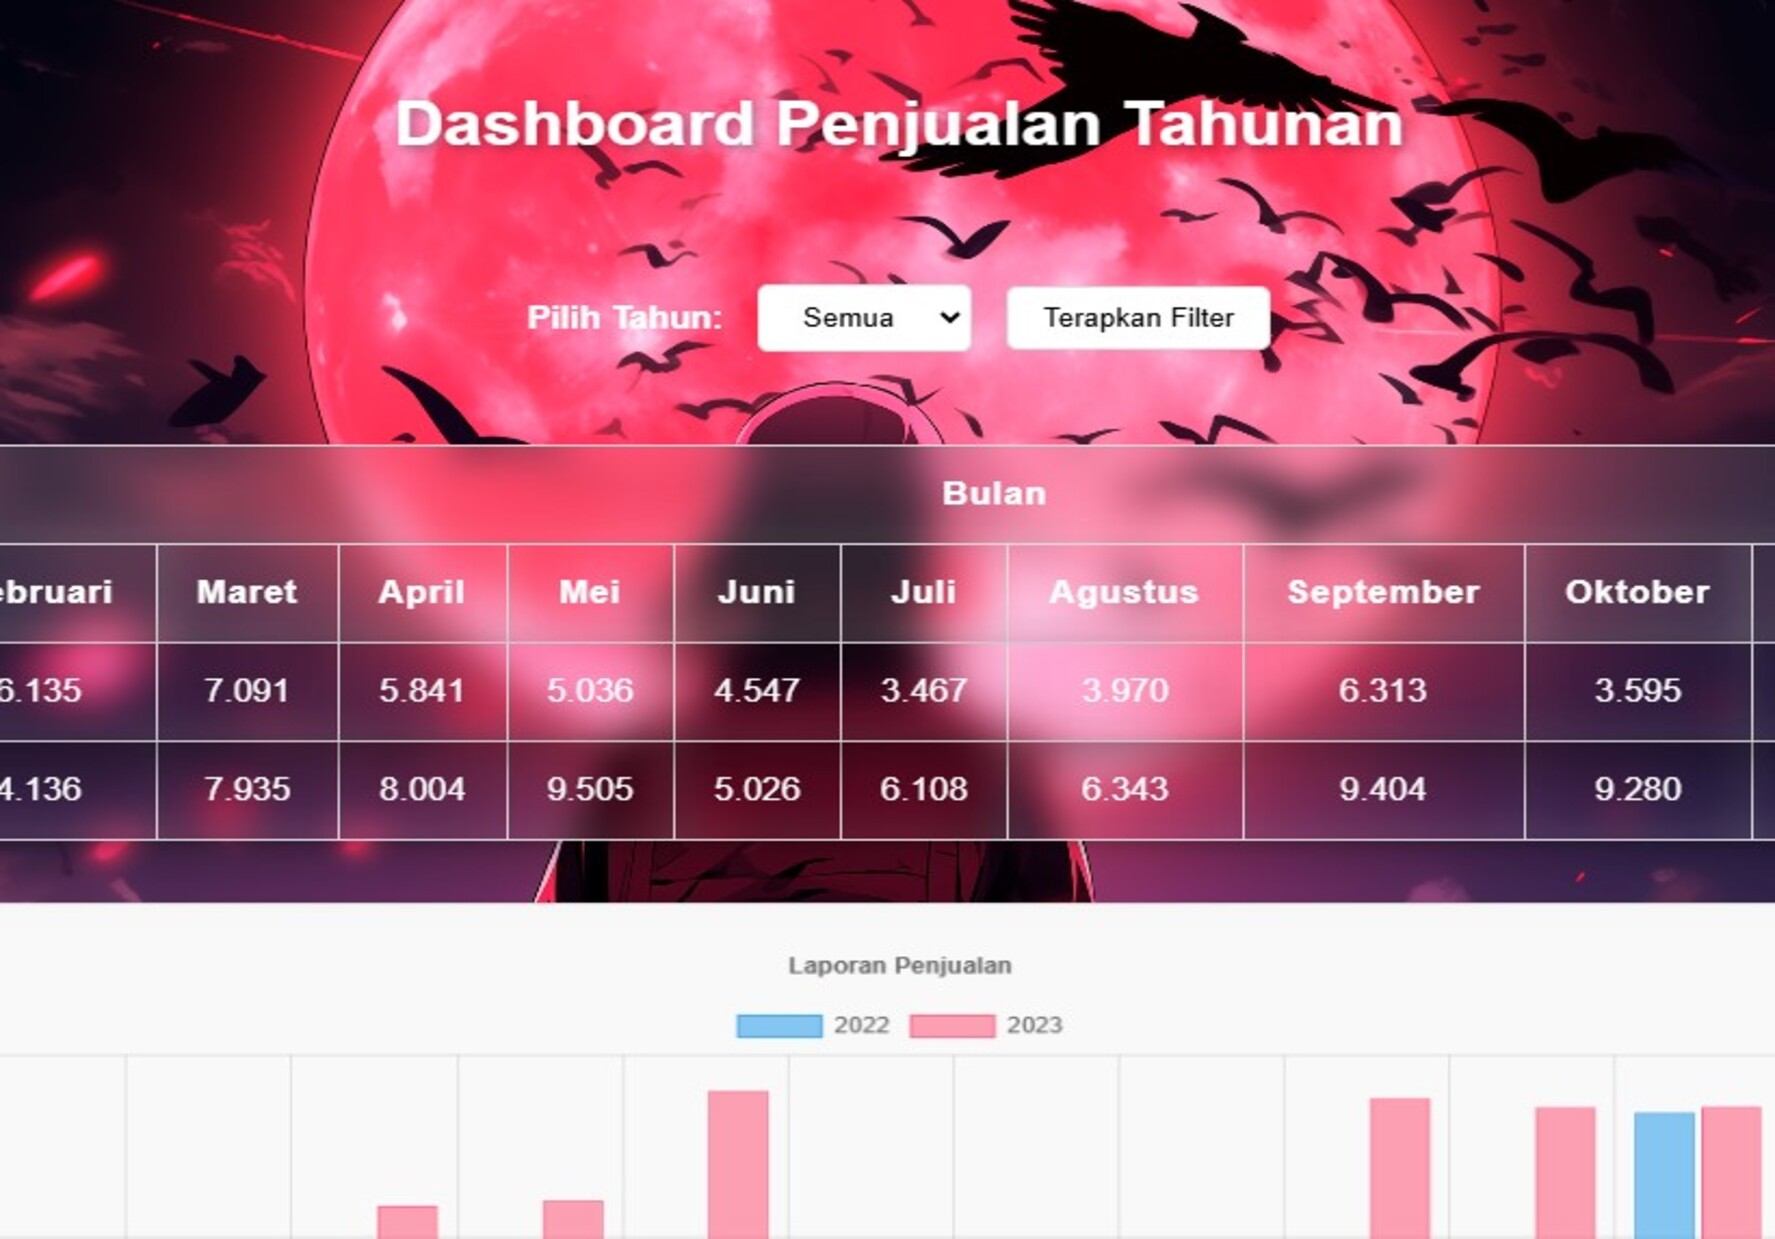 Dashboard Penjualan Tahunan
Pilih Tahun: Semua Terapkan Filter
Bulan
ebruari Maret April Mei Juni Juli Agustus September Oktober
6.135 7.091 5.841 5.036 4.547 3.467 3.970 6.313 3.595
4.136 7.935 8.004 9.505 5.026 6.108 6.343 9.404 9.280
Laporan Penjualan
2022 2023